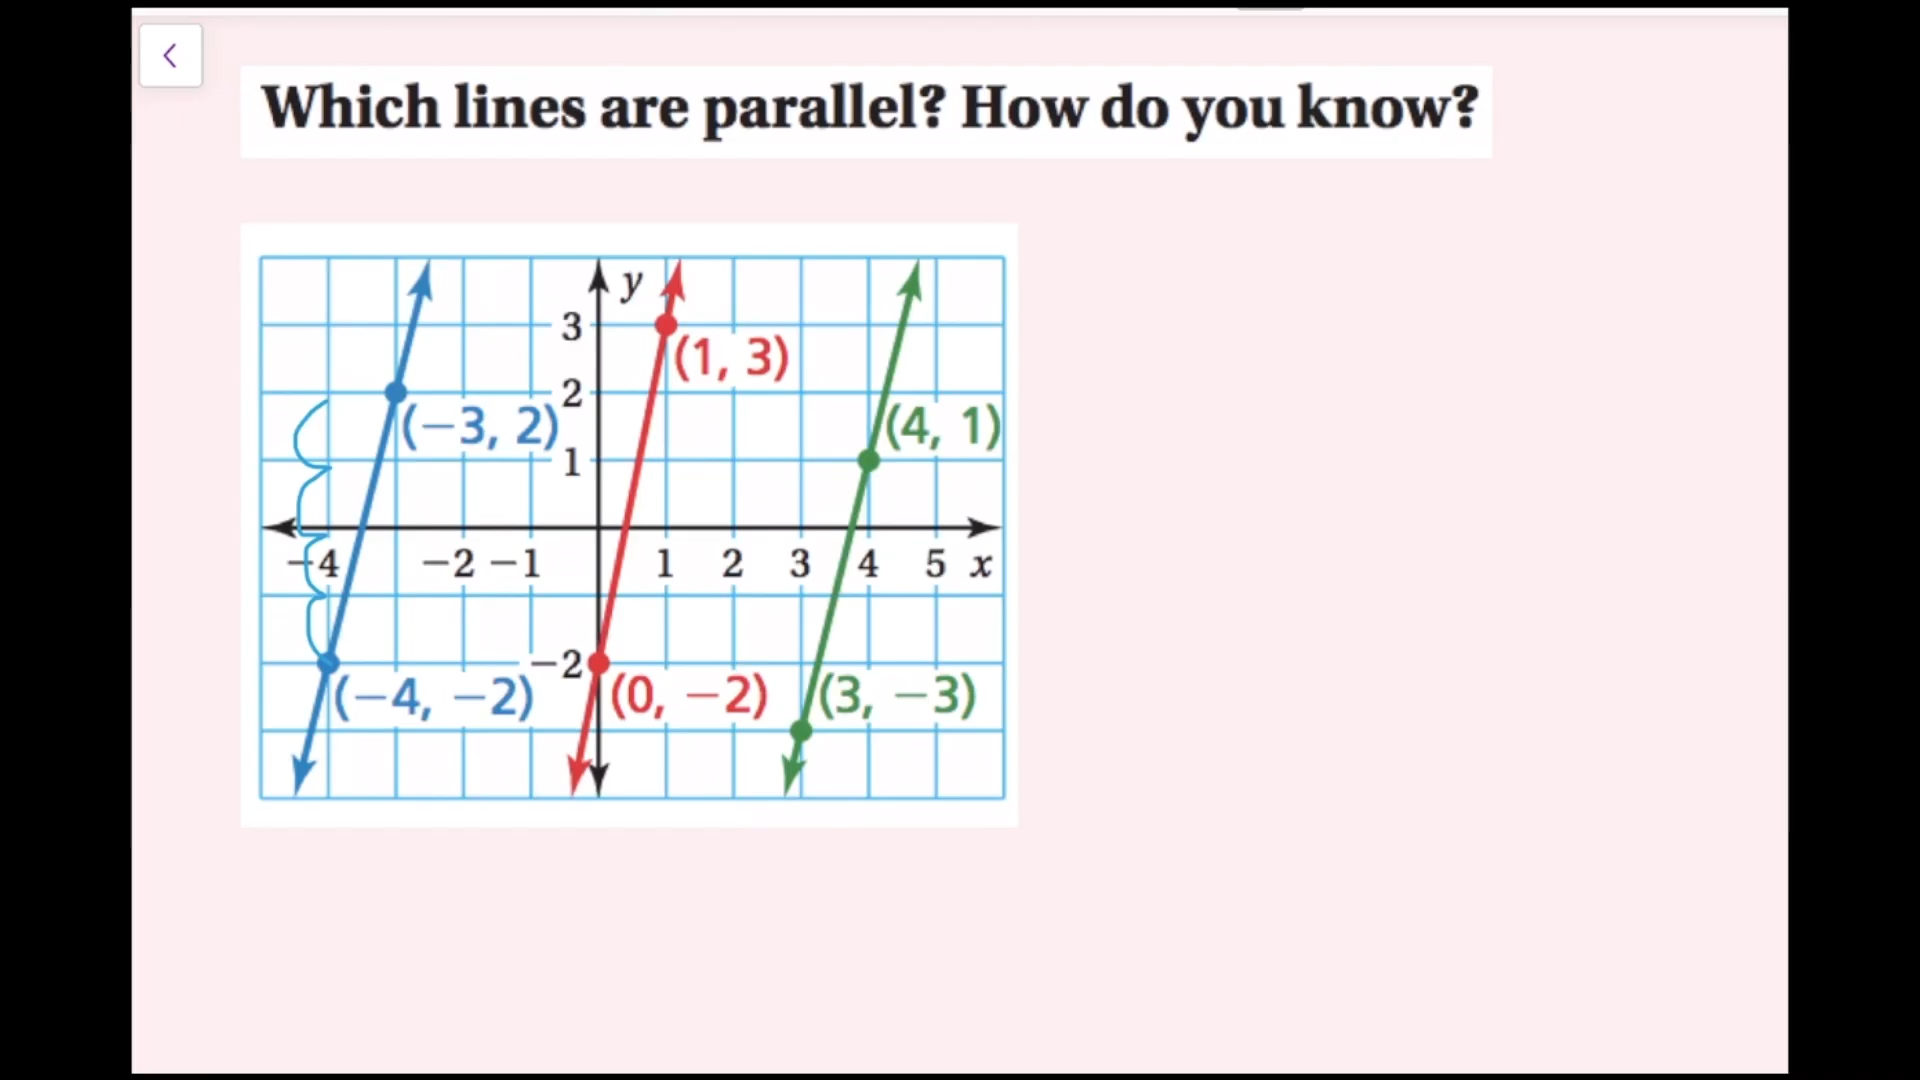 Which lines are parallel? How do you know?
y
3
(1, 3)
2
(−3, 2)
(4, 1)
1
−4 −2 −1 1 2 3 4 5 x
−2
(−4, −2) (0, −2) (3, −3)